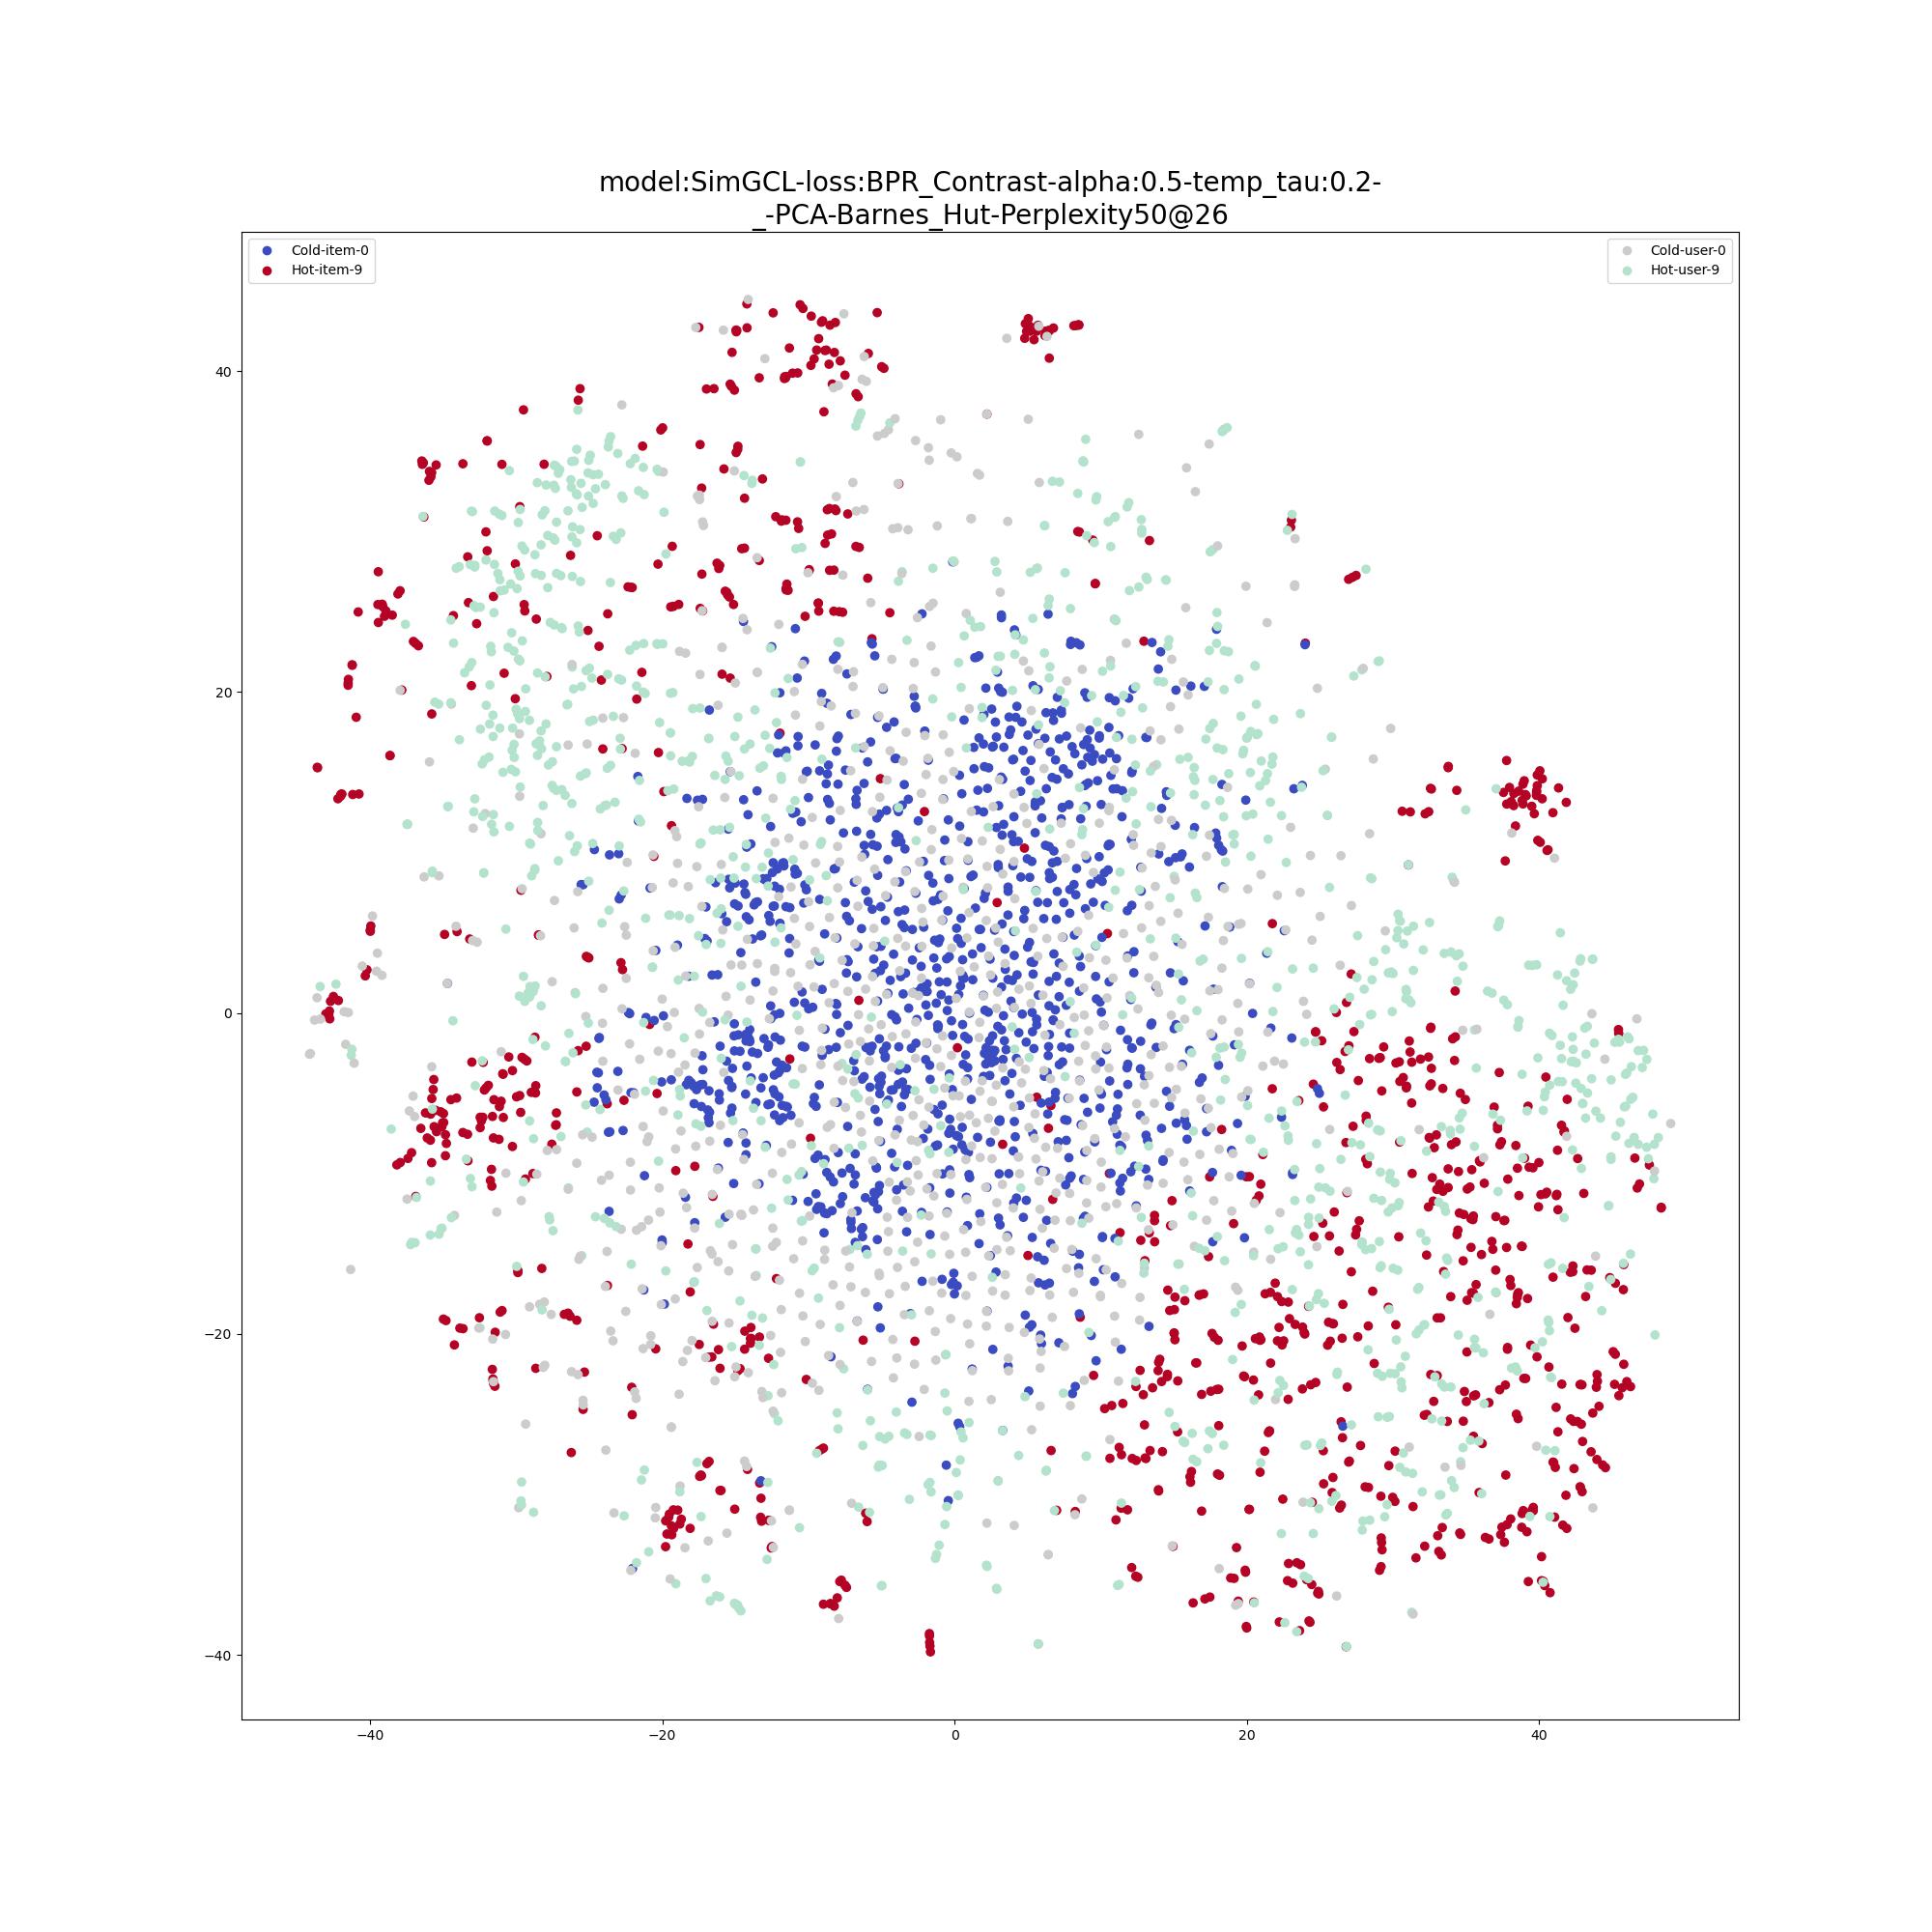 model:SimGCL-loss:BPR_Contrast-alpha:0.5-temp_tau:0.2-
_-PCA-Barnes_Hut-Perplexity50@26
Cold-item-0
Hot-item-9
Cold-user-0
Hot-user-9
40
20
0
−20
−40
−40
−20
0
20
40